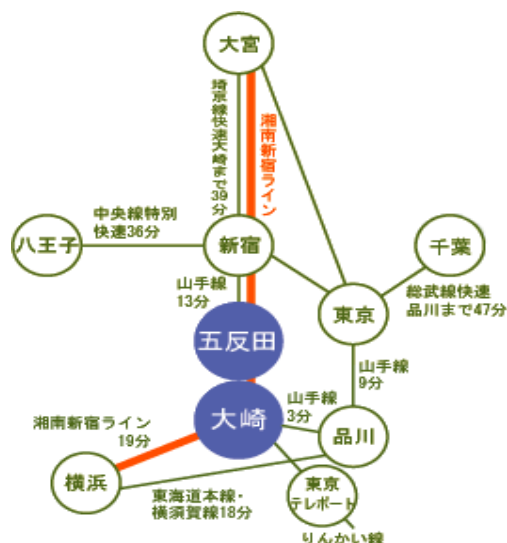 大宮
埼京線快速大崎まで39分
湘南新宿ライン
中央線特別
快速36分
八王子
新宿
千葉
山手線
13分
総武線快速
品川まで47分
東京
五反田
山手線
9分
大崎
山手線
3分
湘南新宿ライン
19分
品川
横浜
東海道本線・
横須賀線18分
東京
テレポート
りんかい線